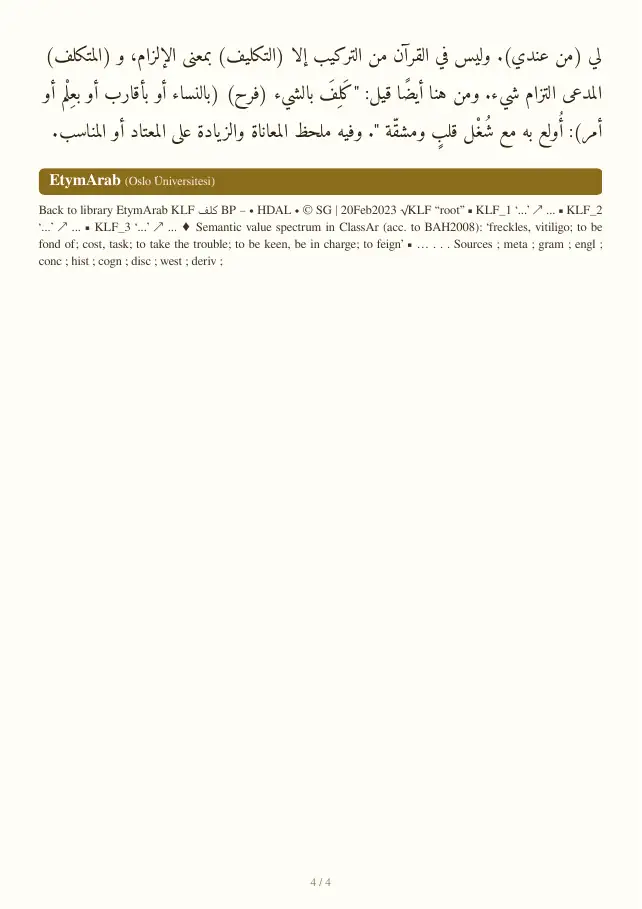 لي (من عندي). وليس في القرآن من التركيب إلا (التكليف) بمعنى الإلزام، و (المتكلف)
المدعى التزام شيء. ومن هنا أيضًا قيل: "كَلِفَ بالشيء (فرح) (بالنساء أو بأقارب أو بعِلْم أو
أمر): أُولع به مع شُغْل قلبٍ ومشقّة ". وفيه ملحظ المعاناة والزيادة على المعتاد أو المناسب.
EtymArab (Oslo Üniversitesi)
Back to library EtymArab KLF كلف BP – • HDAL • © SG | 20Feb2023 √KLF “root” ▪ KLF_1 ‘...’ ↗ ... ▪ KLF_2
‘...’ ↗ ... ▪ KLF_3 ‘...’ ↗ ... ♦ Semantic value spectrum in ClassAr (acc. to BAH2008): ‘freckles, vitiligo; to be
fond of; cost, task; to take the trouble; to be keen, be in charge; to feign’ ▪ … . . . Sources ; meta ; gram ; engl ;
conc ; hist ; cogn ; disc ; west ; deriv ;
4 / 4